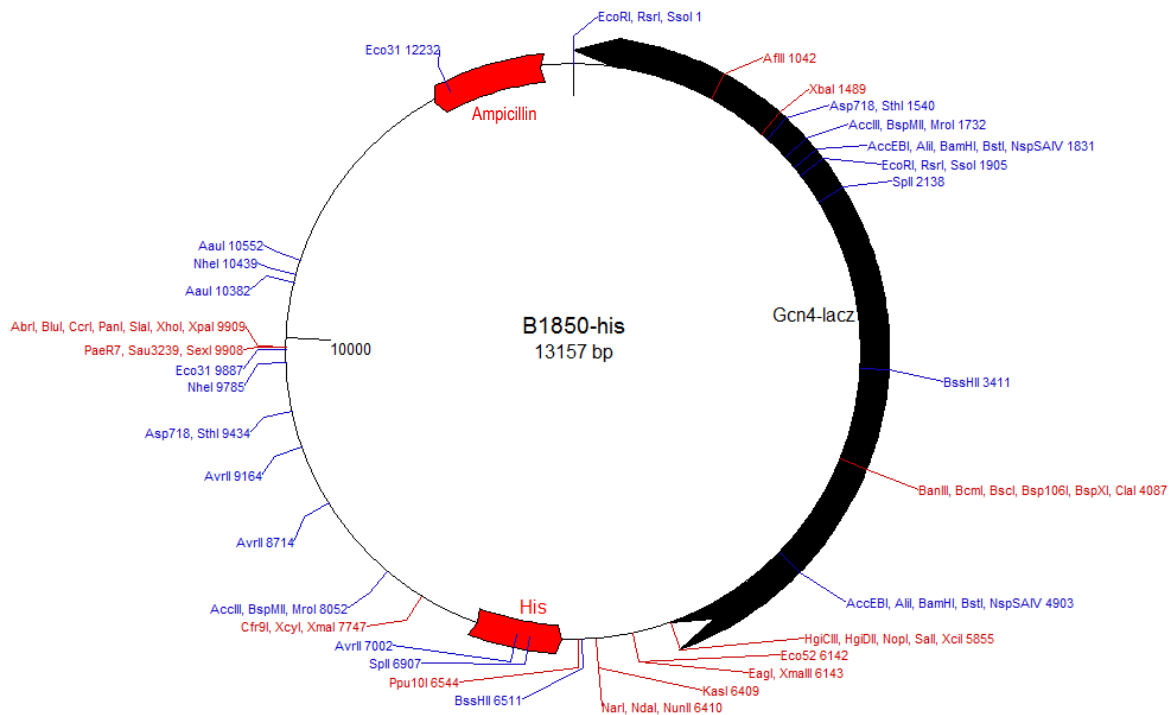 EcoRI, RsrI, SsoI 1
Eco31 12232
AflII 1042
XbaI 1489
Ampicillin
Asp718, SthI 1540
AccIII, BspMII, MroI 1732
AccEBI, AliI, BamHI, BstI, NspSAIV 1831
EcoRI, RsrI, SsoI 1905
SplI 2138
AauI 10552
NheI 10439
AauI 10382
Gcn4-lacz
B1850-his
13157 bp
AbrI, BluI, CcrI, PanI, SlaI, XhoI, XpaI 9909
10000
PaeR7, Sau3239, SexI 9908
Eco31 9887
NheI 9785
BssHII 3411
Asp718, SthI 9434
AvrII 9164
BanIII, BcmI, BscI, Bsp106I, BspXI, ClaI 4087
AvrII 8714
AccIII, BspMII, MroI 8052
AccEBI, AliI, BamHI, BstI, NspSAIV 4903
His
Cfr9I, XcyI, XmaI 7747
HgiCIII, HgiDII, NopI, SalI, XciI 5855
AvrII 7002
Eco52 6142
SplI 6907
EagI, XmaIII 6143
Ppu10I 6544
KasI 6409
BssHII 6511
NarI, NdaI, NunII 6410